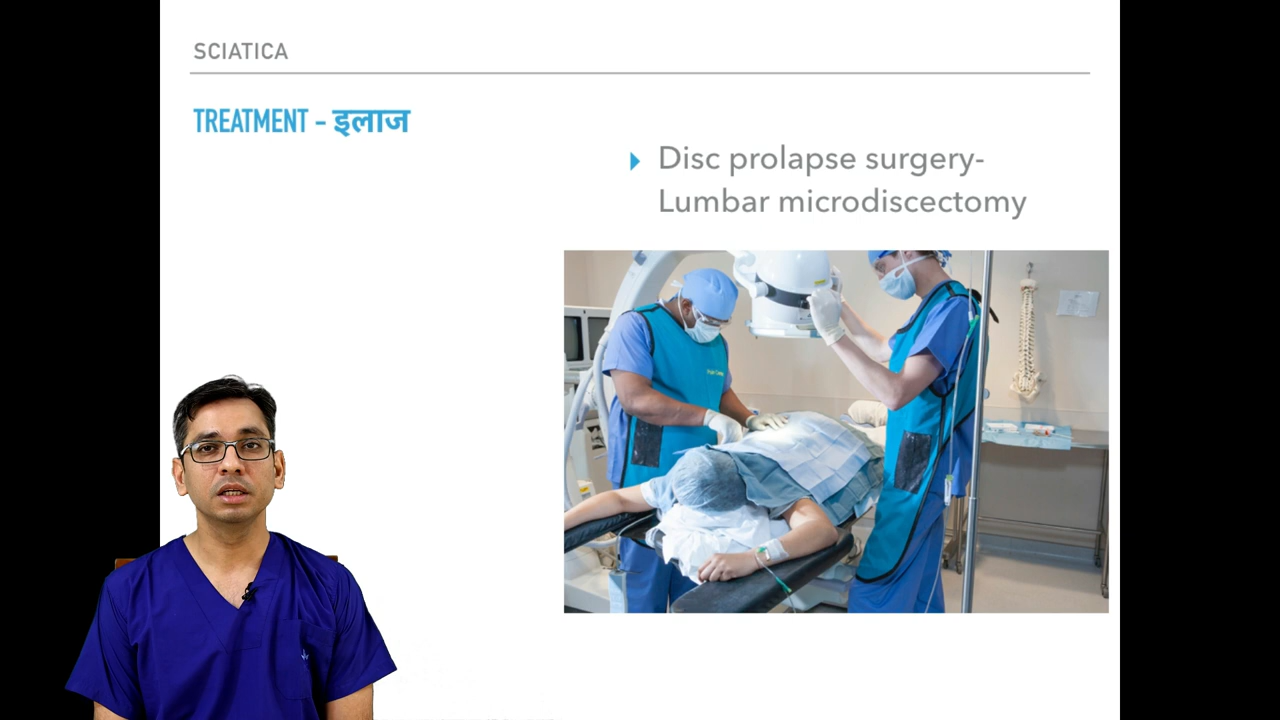 SCIATICA
TREATMENT - इलाज
Disc prolapse surgery-
Lumbar microdiscectomy